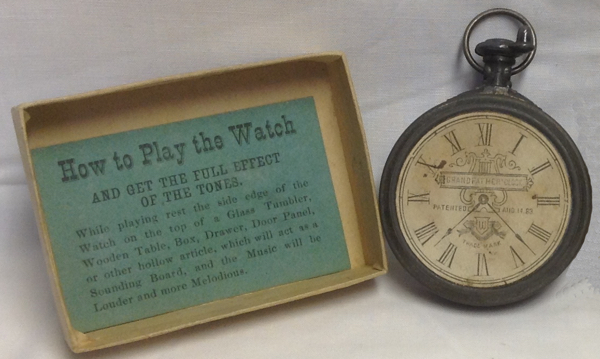 How to Play the Watch
AND GET THE FULL EFFECT
OF THE TONES.
While playing rest the side edge of the
Watch on the top of a Glass Tumbler,
Wooden Table, Box, Drawer, Door Panel,
or other hollow article, which will act as a
Sounding Board, and the Music will be
Louder and more Melodious.
XII
I
II
III
IIII
V
VI
VII
VIII
IX
X
XI
PATENTED
TRADE MARK